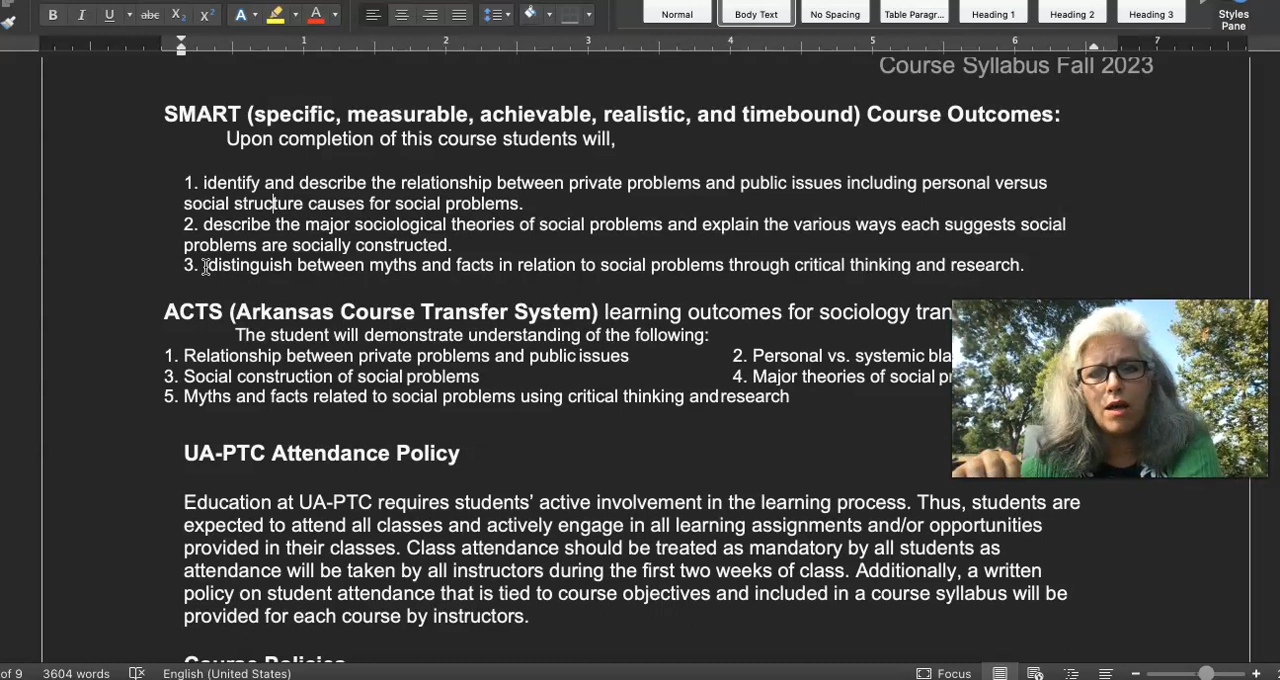 B I U abc X₂ X² A A
Normal Body Text No Spacing Table Paragr... Heading 1 Heading 2 Heading 3 Styles Pane
1 2 3 4 5 6 7
Course Syllabus Fall 2023
SMART (specific, measurable, achievable, realistic, and timebound) Course Outcomes:
Upon completion of this course students will,
1. identify and describe the relationship between private problems and public issues including personal versus
social structure causes for social problems.
2. describe the major sociological theories of social problems and explain the various ways each suggests social
problems are socially constructed.
3. distinguish between myths and facts in relation to social problems through critical thinking and research.
ACTS (Arkansas Course Transfer System) learning outcomes for sociology tran
The student will demonstrate understanding of the following:
1. Relationship between private problems and public issues 2. Personal vs. systemic bla
3. Social construction of social problems 4. Major theories of social pr
5. Myths and facts related to social problems using critical thinking andresearch
UA-PTC Attendance Policy
Education at UA-PTC requires students’ active involvement in the learning process. Thus, students are
expected to attend all classes and actively engage in all learning assignments and/or opportunities
provided in their classes. Class attendance should be treated as mandatory by all students as
attendance will be taken by all instructors during the first two weeks of class. Additionally, a written
policy on student attendance that is tied to course objectives and included in a course syllabus will be
provided for each course by instructors.
Course Policies
of 9 3604 words English (United States) Focus